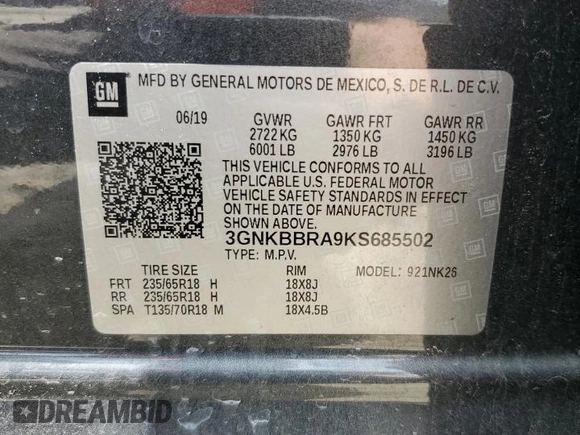 GM
MFD BY GENERAL MOTORS DE MEXICO, S. DE R.L. DE C.V.
06/19 GVWR GAWR FRT GAWR RR
2722 KG 1350 KG 1450 KG
6001 LB 2976 LB 3196 LB
THIS VEHICLE CONFORMS TO ALL
APPLICABLE U.S. FEDERAL MOTOR
VEHICLE SAFETY STANDARDS IN EFFECT
ON THE DATE OF MANUFACTURE
SHOWN ABOVE.
3GNKBBRA9KS685502
TYPE: M.P.V.
TIRE SIZE RIM MODEL: 921NK26
FRT 235/65R18 H 18X8J
RR 235/65R18 H 18X8J
SPA T135/70R18 M 18X4.5B
DREAMBID